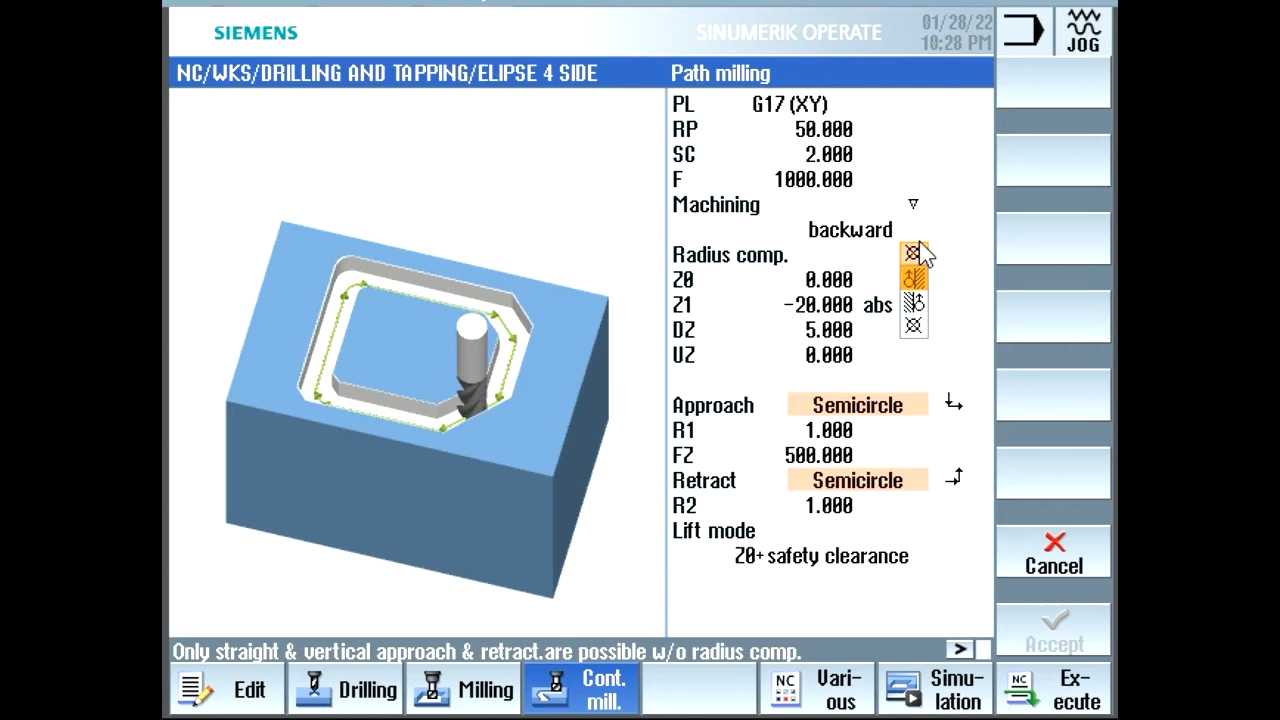 SIEMENS
SINUMERIK OPERATE
01/28/22
10:28 PM
JOG
NC/WKS/DRILLING AND TAPPING/ELIPSE 4 SIDE
Path milling
PL G17 (XY)
RP 50.000
SC 2.000
F 1000.000
Machining ▽
backward
Radius comp.
Z0 0.000
Z1 -20.000 abs
DZ 5.000
UZ 0.000
Approach Semicircle
R1 1.000
FZ 500.000
Retract Semicircle
R2 1.000
Lift mode
Z0+ safety clearance
Cancel
Accept
Only straight & vertical approach & retract.are possible w/o radius comp.
>
Edit
Drilling
Milling
Cont.
mill.
NC
Vari-
ous
Simu-
lation
NC
Ex-
ecute